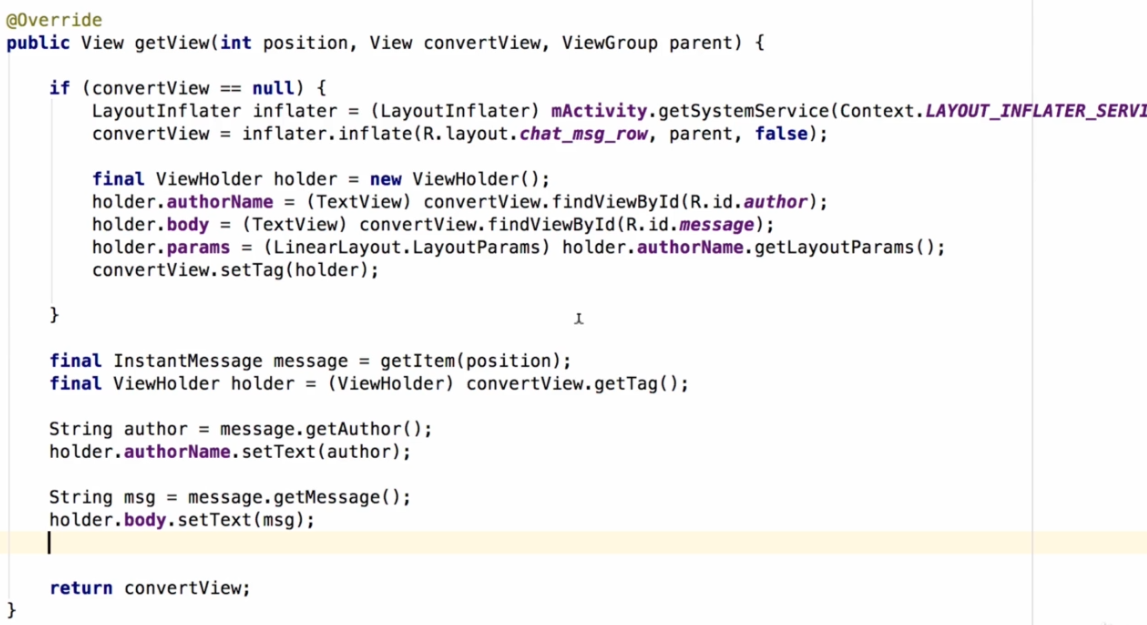 @Override
public View getView(int position, View convertView, ViewGroup parent) {
if (convertView == null) {
LayoutInflater inflater = (LayoutInflater) mActivity.getSystemService(Context.LAYOUT_INFLATER_SERVI
convertView = inflater.inflate(R.layout.chat_msg_row, parent, false);
final ViewHolder holder = new ViewHolder();
holder.authorName = (TextView) convertView.findViewById(R.id.author);
holder.body = (TextView) convertView.findViewById(R.id.message);
holder.params = (LinearLayout.LayoutParams) holder.authorName.getLayoutParams();
convertView.setTag(holder);
}
final InstantMessage message = getItem(position);
final ViewHolder holder = (ViewHolder) convertView.getTag();
String author = message.getAuthor();
holder.authorName.setText(author);
String msg = message.getMessage();
holder.body.setText(msg);
return convertView;
}